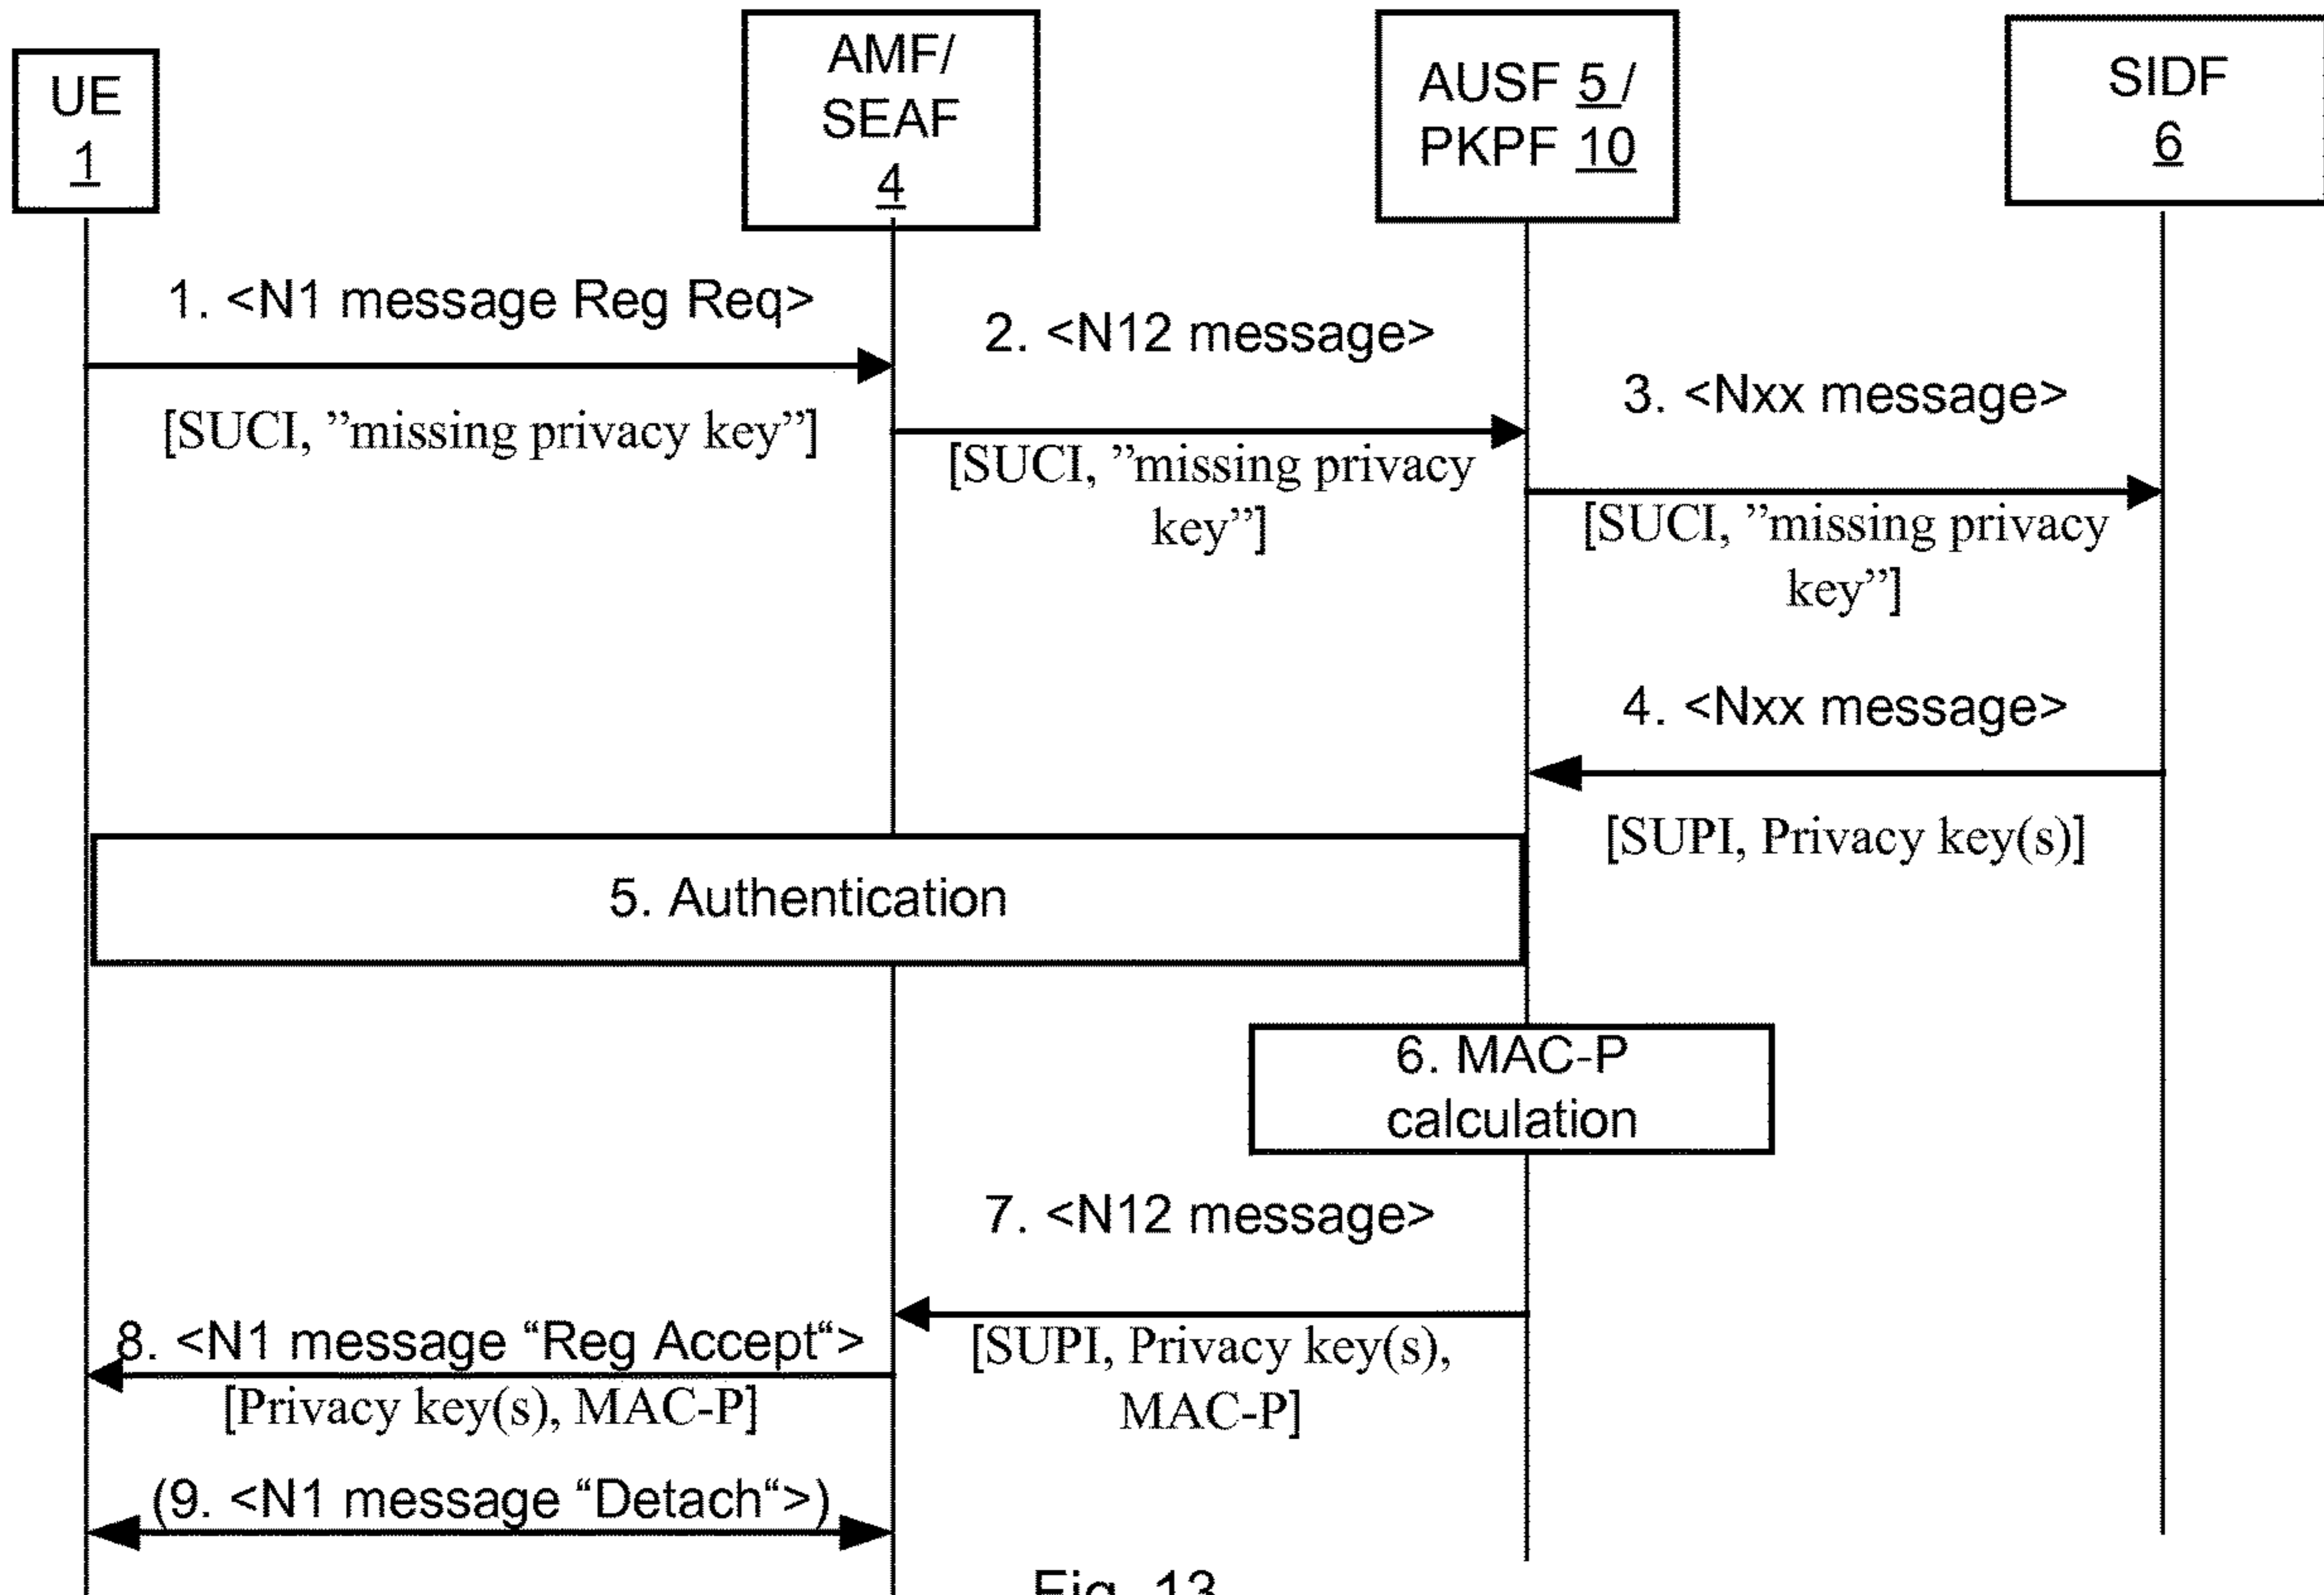 UE
1
AMF/
SEAF
4
AUSF 5 /
PKPF 10
SIDF
6
1. <N1 message Reg Req>
[SUCI, ”missing privacy key”]
2. <N12 message>
[SUCI, ”missing privacy
key”]
3. <Nxx message>
[SUCI, ”missing privacy
key”]
4. <Nxx message>
[SUPI, Privacy key(s)]
5. Authentication
6. MAC-P
calculation
7. <N12 message>
[SUPI, Privacy key(s),
MAC-P]
8. <N1 message “Reg Accept“>
[Privacy key(s), MAC-P]
(9. <N1 message “Detach“>)
Fig. 13